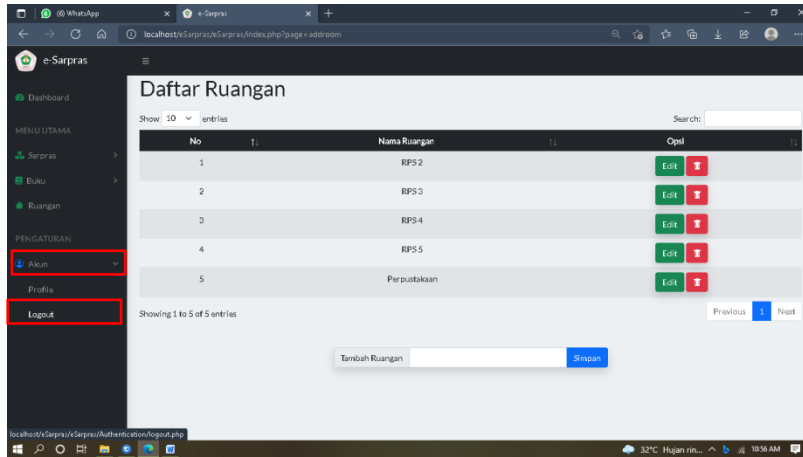 (6) WhatsApp
e-Sarpras
localhost/eSarpras/eSarpras/index.php?page=addroom
e-Sarpras
Dashboard
MENU UTAMA
Sarpras
Buku
Ruangan
PENGATURAN
Akun
Profile
Logout
Daftar Ruangan
Show 10 entries
Search:
No Nama Ruangan Opsi
1 RPS 2 Edit
2 RPS 3 Edit
3 RPS 4 Edit
4 RPS 5 Edit
5 Perpustakaan Edit
Showing 1 to 5 of 5 entries
Previous 1 Next
Tambah Ruangan Simpan
localhost/eSarpras/eSarpras/Authentication/logout.php
32°C Hujan rin... 10:56 AM